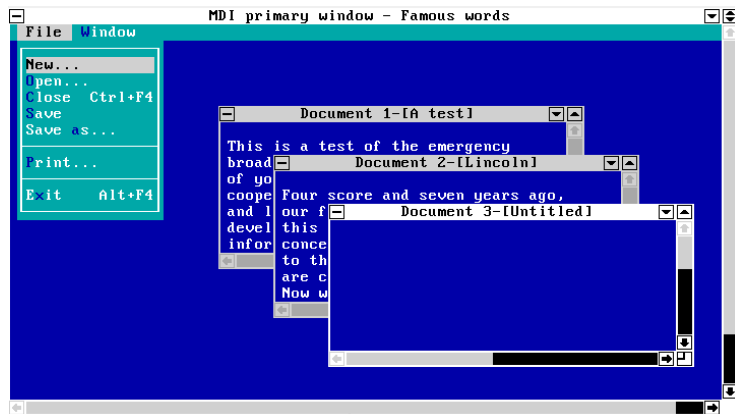 MDI primary window - Famous words
File Window
New...
Open...
Close Ctrl+F4
Save
Save as...
Print...
Exit Alt+F4
Document 1-[A test]
This is a test of the emergency
broad
of yo
coope
and l
devel
infor
Document 2-[Lincoln]
Four score and seven years ago,
our f
this
conce
to th
are c
Now w
Document 3-[Untitled]